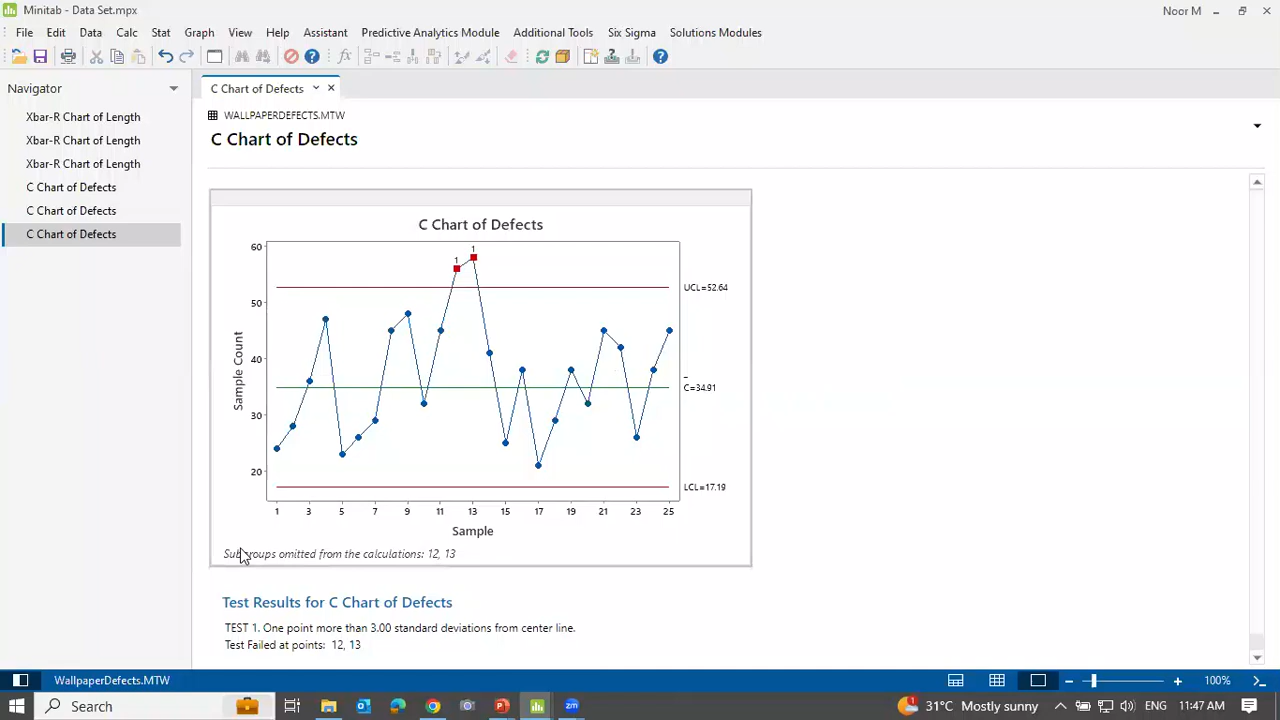 Minitab - Data Set.mpx
Noor M
File Edit Data Calc Stat Graph View Help Assistant Predictive Analytics Module Additional Tools Six Sigma Solutions Modules
Navigator
Xbar-R Chart of Length
Xbar-R Chart of Length
Xbar-R Chart of Length
C Chart of Defects
C Chart of Defects
C Chart of Defects
C Chart of Defects
WALLPAPERDEFECTS.MTW
C Chart of Defects
C Chart of Defects
Sample Count
60
50
40
30
20
1
1
UCL=52.64
C̅=34.91
LCL=17.19
1 3 5 7 9 11 13 15 17 19 21 23 25
Sample
Subgroups omitted from the calculations: 12, 13
Test Results for C Chart of Defects
TEST 1. One point more than 3.00 standard deviations from center line.
Test Failed at points: 12, 13
WallpaperDefects.MTW
100%
Search
31°C Mostly sunny
ENG
11:47 AM